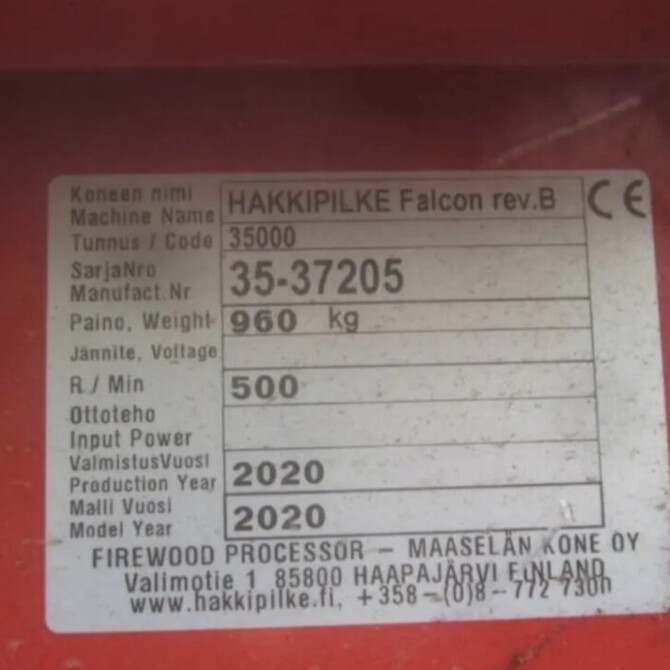 Koneen nimi
Machine Name HAKKIPILKE Falcon rev.B CE
Tunnus / Code 35000
SarjaNro
Manufact.Nr 35-37205
Paino, Weight 960 kg
Jännite, Voltage
R / Min 500
Ottoteho
Input Power
ValmistusVuosi
Production Year 2020
Malli Vuosi
Model Year 2020
FIREWOOD PROCESSOR – MAASELÄN KONE OY
Valimotie 1 85800 HAAPAJÄRVI FINLAND
www.hakkipilke.fi, +358–(0)8–772 7300